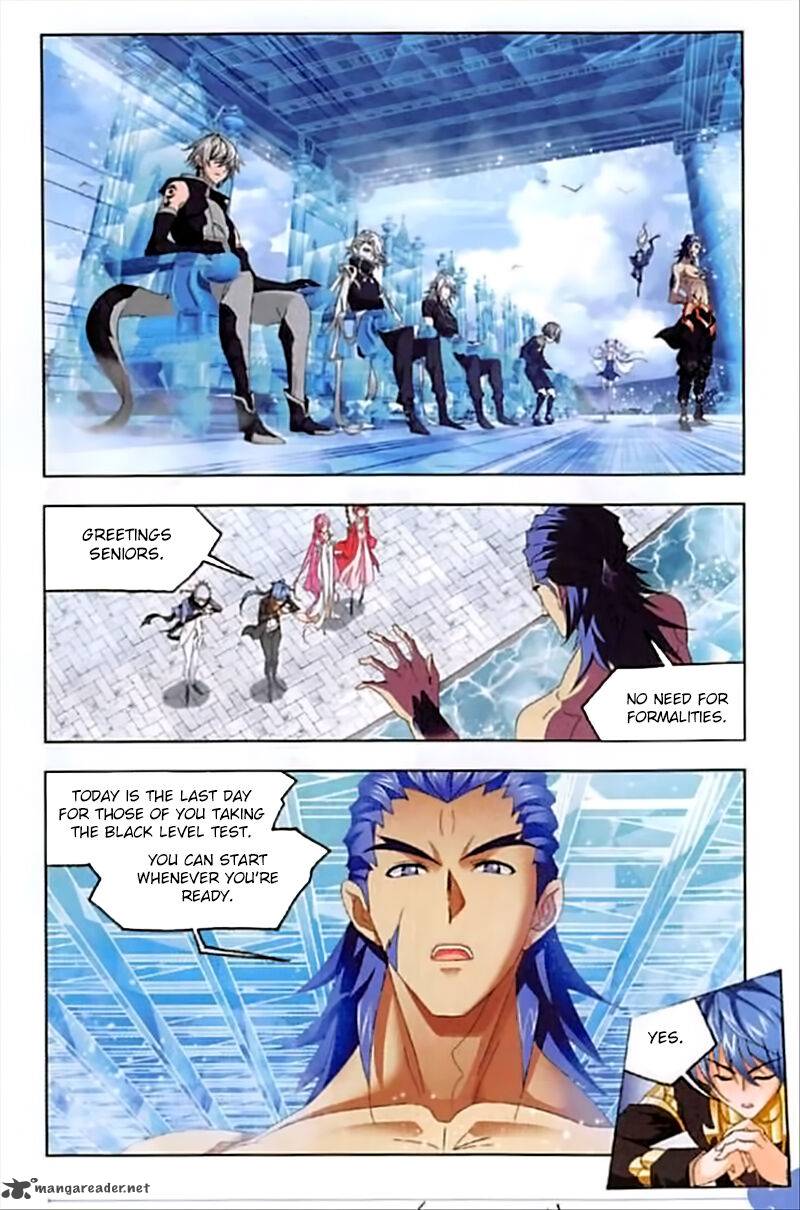 GREETINGS
SENIORS.
NO NEED FOR
FORMALITIES.
TODAY IS THE LAST DAY
FOR THOSE OF YOU TAKING
THE BLACK LEVEL TEST.
YOU CAN START
WHENEVER YOU'RE
READY.
YES.
mangareader.net